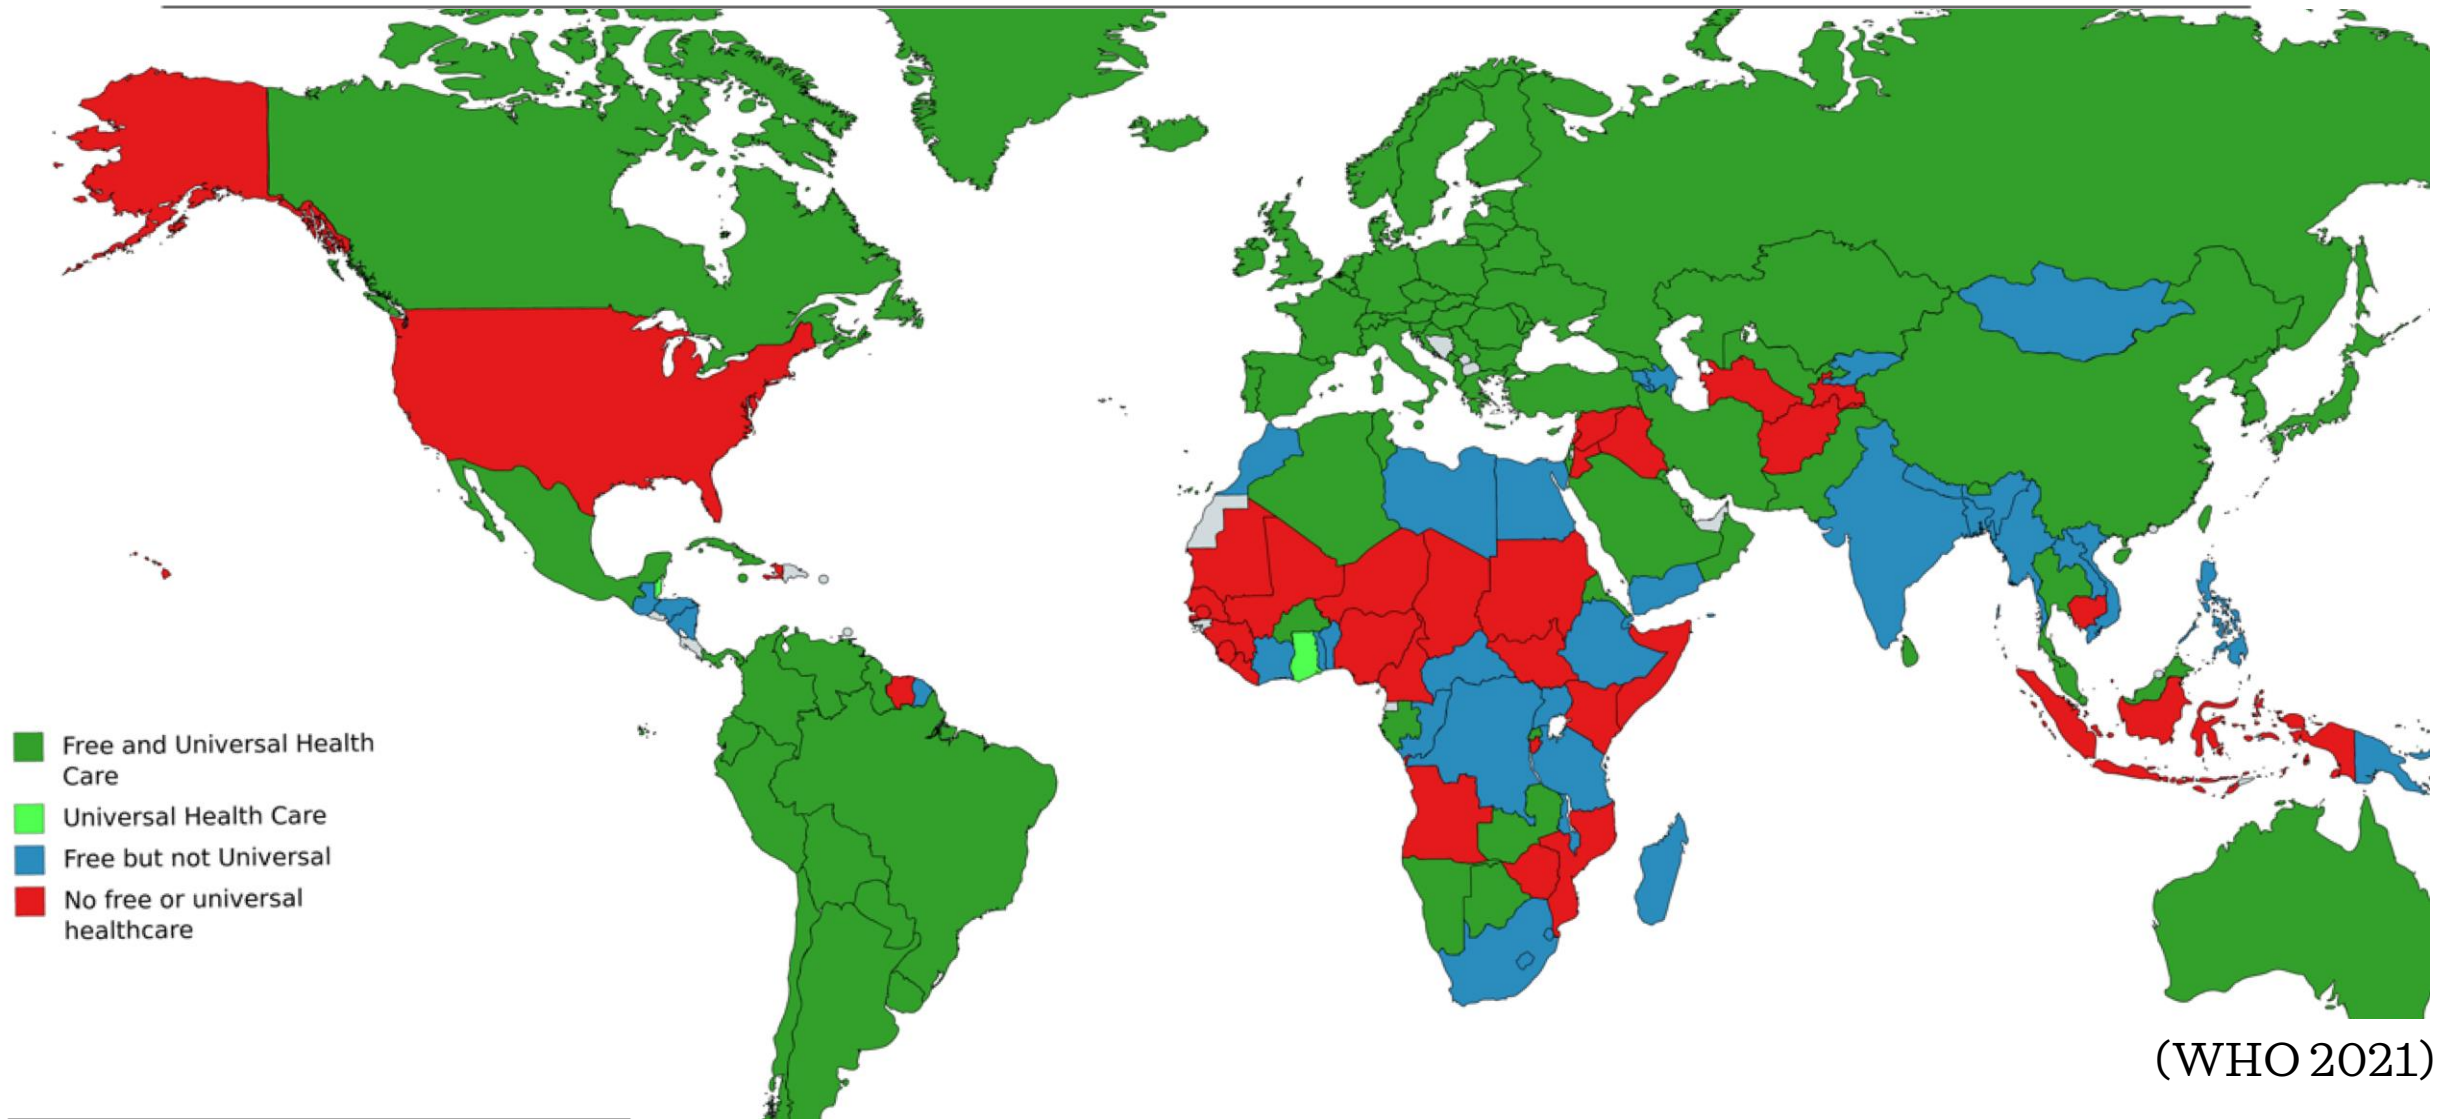 Free and Universal Health
Care
Universal Health Care
Free but not Universal
No free or universal
healthcare
(WHO 2021)